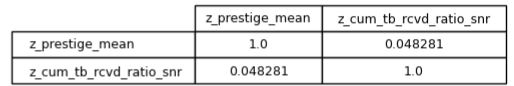 z_prestige_mean z_cum_tb_rcvd_ratio_snr
z_prestige_mean 1.0 0.048281
z_cum_tb_rcvd_ratio_snr 0.048281 1.0